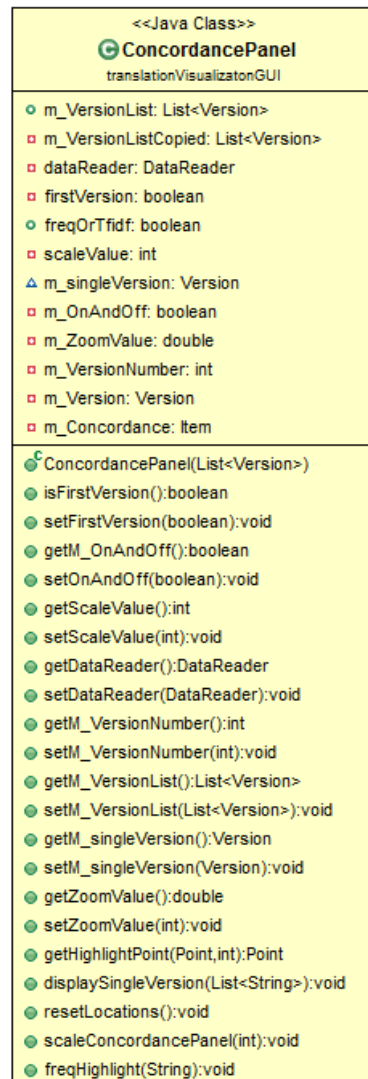 <<Java Class>>
C ConcordancePanel
translationVisualizatonGUI
m_VersionList: List<Version>
m_VersionListCopied: List<Version>
dataReader: DataReader
firstVersion: boolean
freqOrTfidf: boolean
scaleValue: int
m_singleVersion: Version
m_OnAndOff: boolean
m_ZoomValue: double
m_VersionNumber: int
m_Version: Version
m_Concordance: Item
C ConcordancePanel(List<Version>)
isFirstVersion():boolean
setFirstVersion(boolean):void
getM_OnAndOff():boolean
setOnAndOff(boolean):void
getScaleValue():int
setScaleValue(int):void
getDataReader():DataReader
setDataReader(DataReader):void
getM_VersionNumber():int
setM_VersionNumber(int):void
getM_VersionList():List<Version>
setM_VersionList(List<Version>):void
getM_singleVersion():Version
setM_singleVersion(Version):void
getZoomValue():double
setZoomValue(int):void
getHighlightPoint(Point,int):Point
displaySingleVersion(List<String>):void
resetLocations():void
scaleConcordancePanel(int):void
freqHighlight(String):void